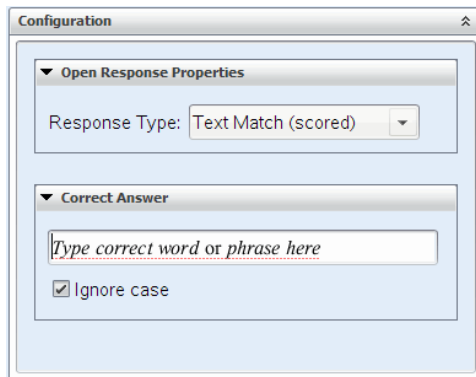 Configuration
Open Response Properties
Response Type: Text Match (scored)
Correct Answer
Type correct word or phrase here
Ignore case